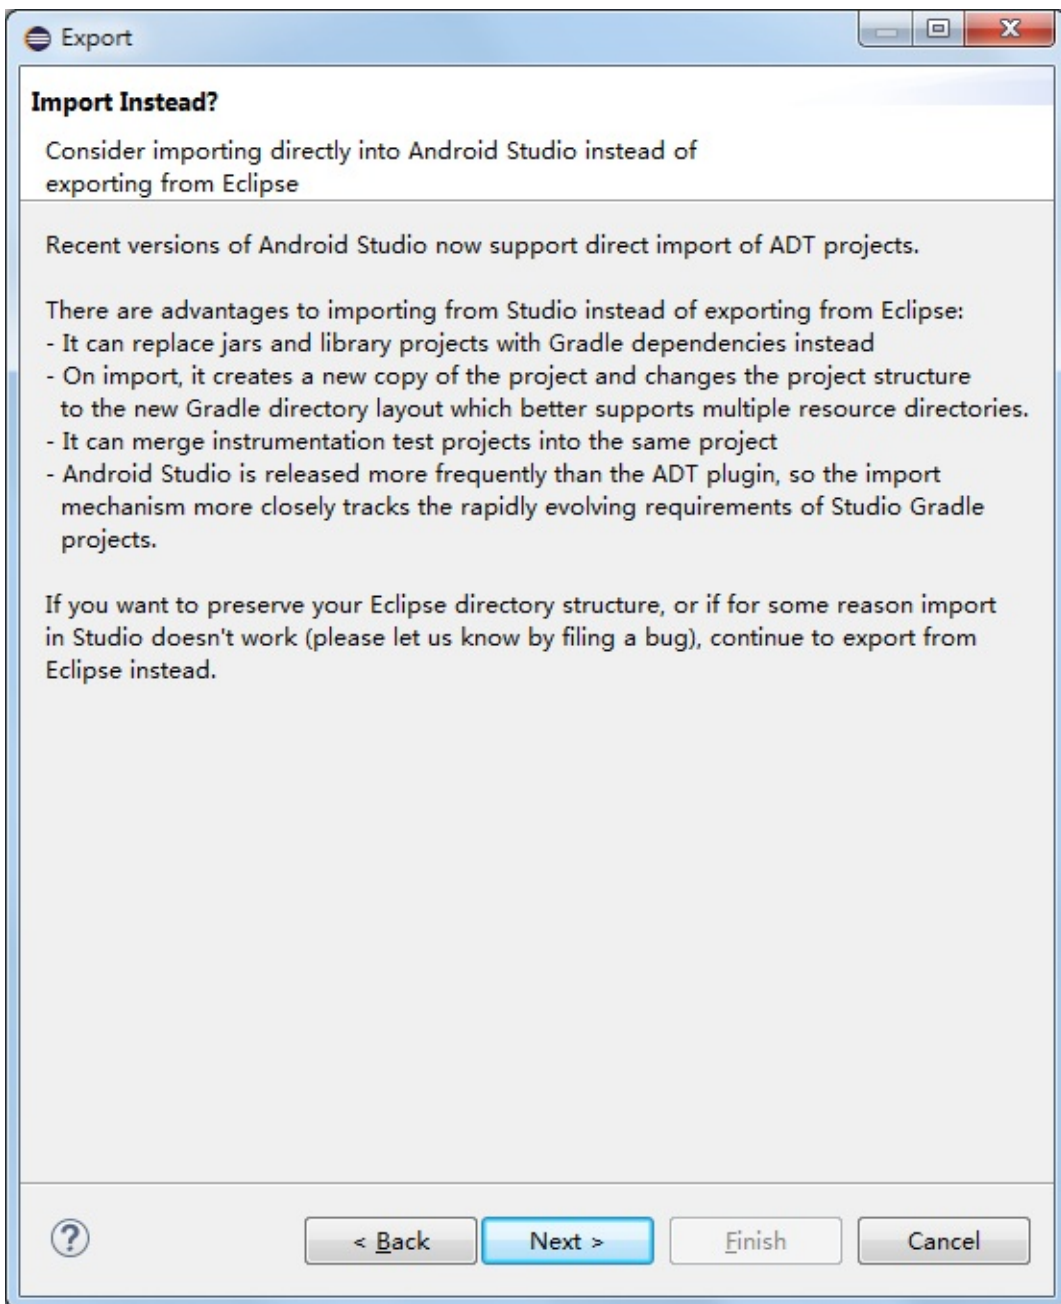 Export
Import Instead?
Consider importing directly into Android Studio instead of
exporting from Eclipse
Recent versions of Android Studio now support direct import of ADT projects.
There are advantages to importing from Studio instead of exporting from Eclipse:
- It can replace jars and library projects with Gradle dependencies instead
- On import, it creates a new copy of the project and changes the project structure
to the new Gradle directory layout which better supports multiple resource directories.
- It can merge instrumentation test projects into the same project
- Android Studio is released more frequently than the ADT plugin, so the import
mechanism more closely tracks the rapidly evolving requirements of Studio Gradle
projects.
If you want to preserve your Eclipse directory structure, or if for some reason import
in Studio doesn't work (please let us know by filing a bug), continue to export from
Eclipse instead.
? < Back Next > Finish Cancel